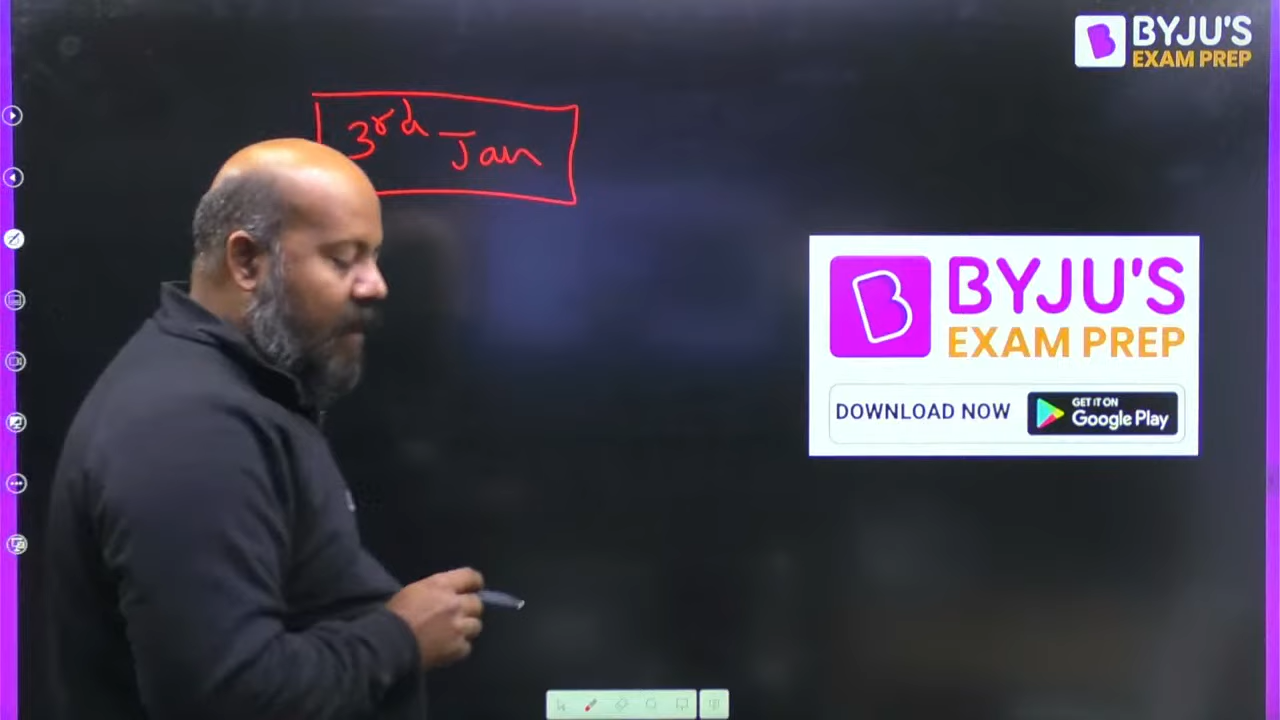 BYJU'S
EXAM PREP
3rd Jan
BYJU'S
EXAM PREP
DOWNLOAD NOW
GET IT ON
Google Play